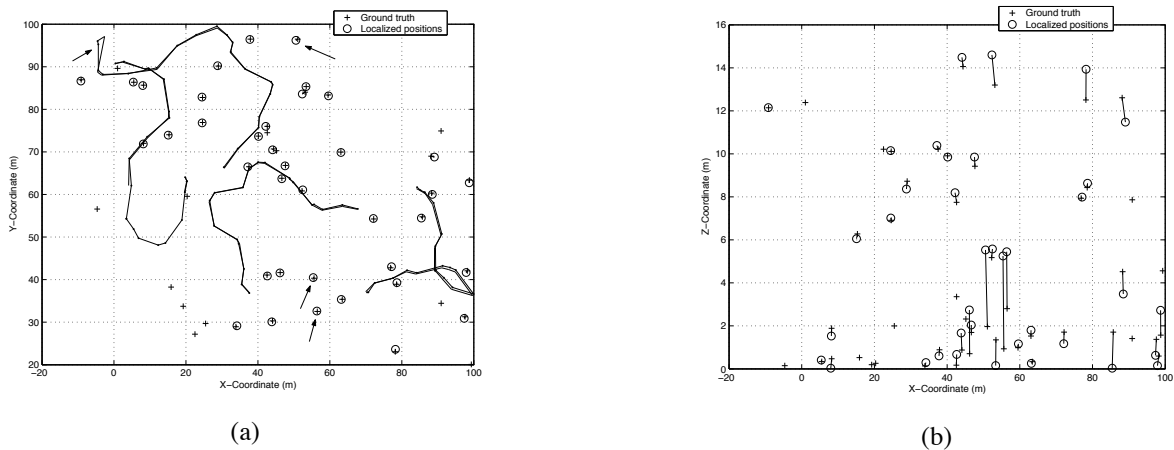 Ground truth
Localized positions
100
90
80
70
60
50
40
30
20
Y−Coordinate (m)
−20 0 20 40 60 80 100
X−Coordinate (m)
(a)
Ground truth
Localized positions
16
14
12
10
8
6
4
2
0
Z−Coordinate (m)
−20 0 20 40 60 80 100
X−Coordinate (m)
(b)